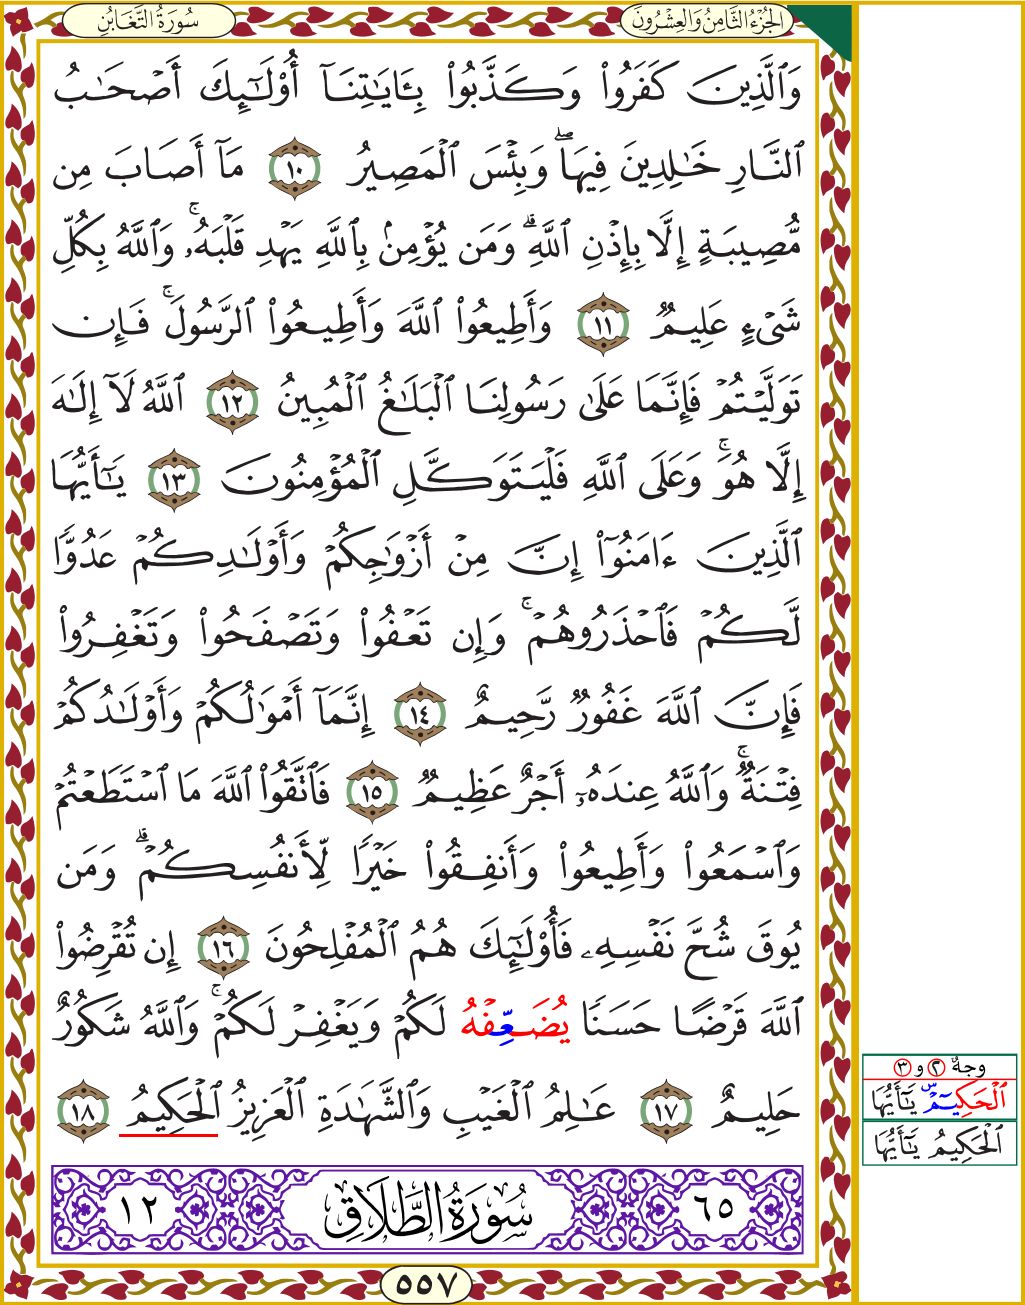 الجُزْءُ الثَّامِنُ وَالعِشْرُونَ
سُورَةُ التَّغَابُنِ
وَٱلَّذِينَ كَفَرُوا۟ وَكَذَّبُوا۟ بِـَٔايَـٰتِنَآ أُو۟لَـٰٓئِكَ أَصْحَـٰبُ
ٱلنَّارِ خَـٰلِدِينَ فِيهَاۖ وَبِئْسَ ٱلْمَصِيرُ ١٠ مَآ أَصَابَ مِن
مُّصِيبَةٍ إِلَّا بِإِذْنِ ٱللَّهِۗ وَمَن يُؤْمِنۢ بِٱللَّهِ يَهْدِ قَلْبَهُۥۚ وَٱللَّهُ بِكُلِّ
شَىْءٍ عَلِيمٌ ١١ وَأَطِيعُوا۟ ٱللَّهَ وَأَطِيعُوا۟ ٱلرَّسُولَۚ فَإِن
تَوَلَّيْتُمْ فَإِنَّمَا عَلَىٰ رَسُولِنَا ٱلْبَلَـٰغُ ٱلْمُبِينُ ١٢ ٱللَّهُ لَآ إِلَـٰهَ
إِلَّا هُوَۚ وَعَلَى ٱللَّهِ فَلْيَتَوَكَّلِ ٱلْمُؤْمِنُونَ ١٣ يَـٰٓأَيُّهَا
ٱلَّذِينَ ءَامَنُوٓا۟ إِنَّ مِنْ أَزْوَٰجِكُمْ وَأَوْلَـٰدِكُمْ عَدُوًّا
لَّكُمْ فَٱحْذَرُوهُمْۚ وَإِن تَعْفُوا۟ وَتَصْفَحُوا۟ وَتَغْفِرُوا۟
فَإِنَّ ٱللَّهَ غَفُورٌ رَّحِيمٌ ١٤ إِنَّمَآ أَمْوَٰلُكُمْ وَأَوْلَـٰدُكُمْ
فِتْنَةٌۚ وَٱللَّهُ عِندَهُۥٓ أَجْرٌ عَظِيمٌ ١٥ فَٱتَّقُوا۟ ٱللَّهَ مَا ٱسْتَطَعْتُمْ
وَٱسْمَعُوا۟ وَأَطِيعُوا۟ وَأَنفِقُوا۟ خَيْرًا لِّأَنفُسِكُمْۗ وَمَن
يُوقَ شُحَّ نَفْسِهِۦ فَأُو۟لَـٰٓئِكَ هُمُ ٱلْمُفْلِحُونَ ١٦ إِن تُقْرِضُوا۟
ٱللَّهَ قَرْضًا حَسَنًا يُضَعِّفْهُ لَكُمْ وَيَغْفِرْ لَكُمْۚ وَٱللَّهُ شَكُورٌ
حَلِيمٌ ١٧ عَـٰلِمُ ٱلْغَيْبِ وَٱلشَّهَـٰدَةِ ٱلْعَزِيزُ ٱلْحَكِيمُ ١٨
٦٥ سُورَةُ الطَّلَاقِ ١٢
٥٥٧
وجهٌ ٢ و ٣
ٱلْحَكِيمُ يَـٰٓأَيُّهَا
ٱلْحَكِيمُ يَـٰٓأَيُّهَا